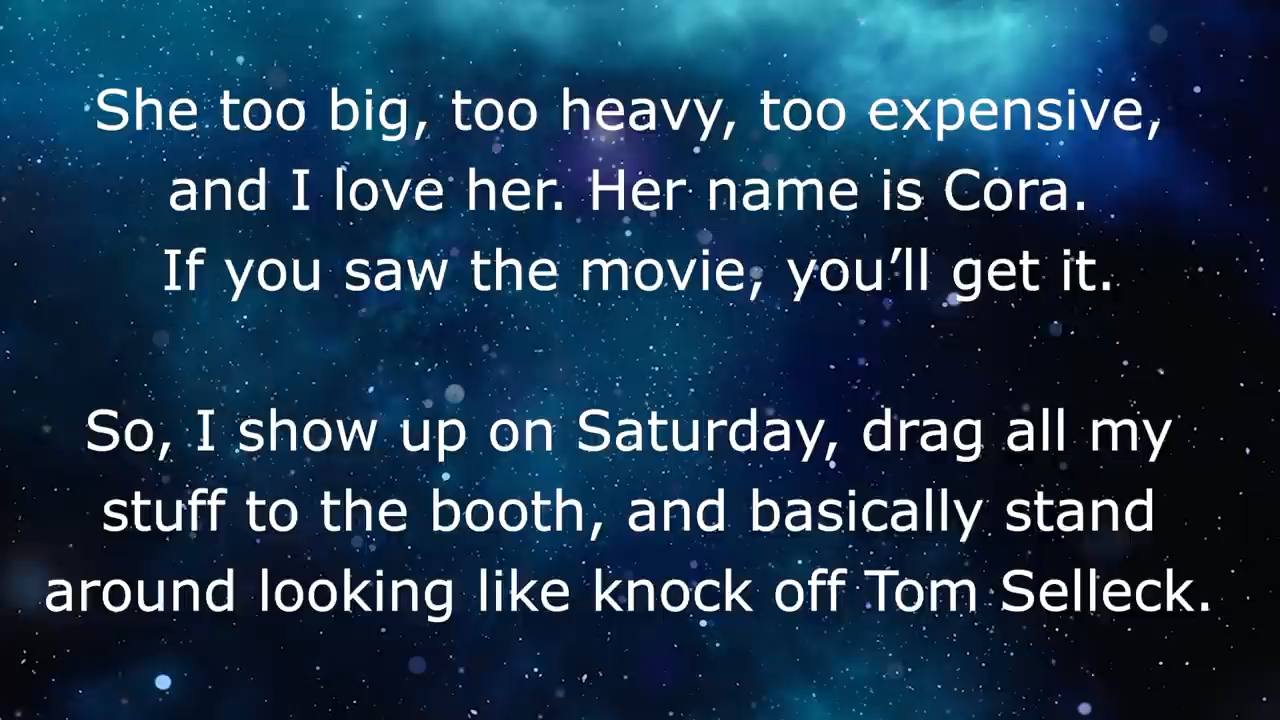 She too big, too heavy, too expensive,
and I love her. Her name is Cora.
If you saw the movie, you’ll get it.
So, I show up on Saturday, drag all my
stuff to the booth, and basically stand
around looking like knock off Tom Selleck.